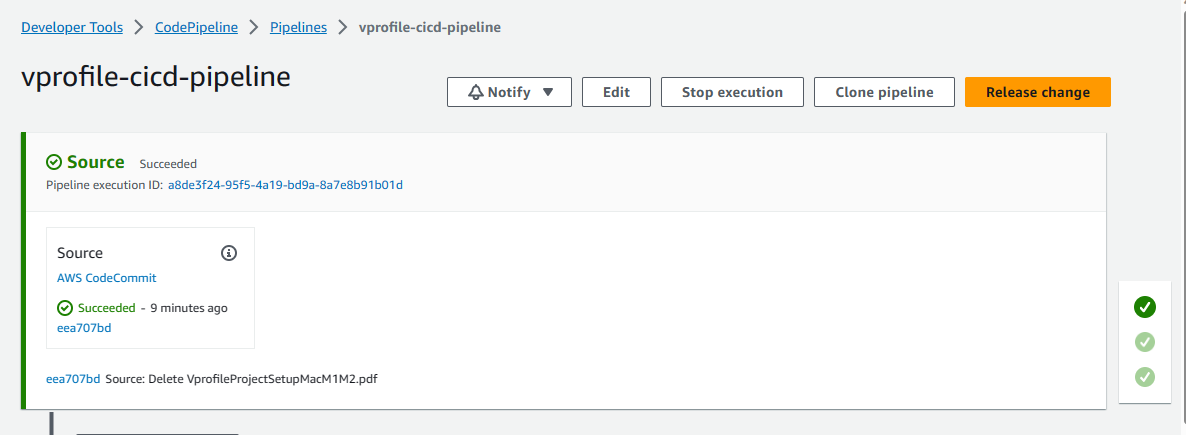 Developer Tools > CodePipeline > Pipelines > vprofile-cicd-pipeline
vprofile-cicd-pipeline
Notify ▼ Edit Stop execution Clone pipeline Release change
Source Succeeded
Pipeline execution ID: a8de3f24-95f5-4a19-bd9a-8a7e8b91b01d
Source
AWS CodeCommit
Succeeded - 9 minutes ago
eea707bd
eea707bd Source: Delete VprofileProjectSetupMacM1M2.pdf